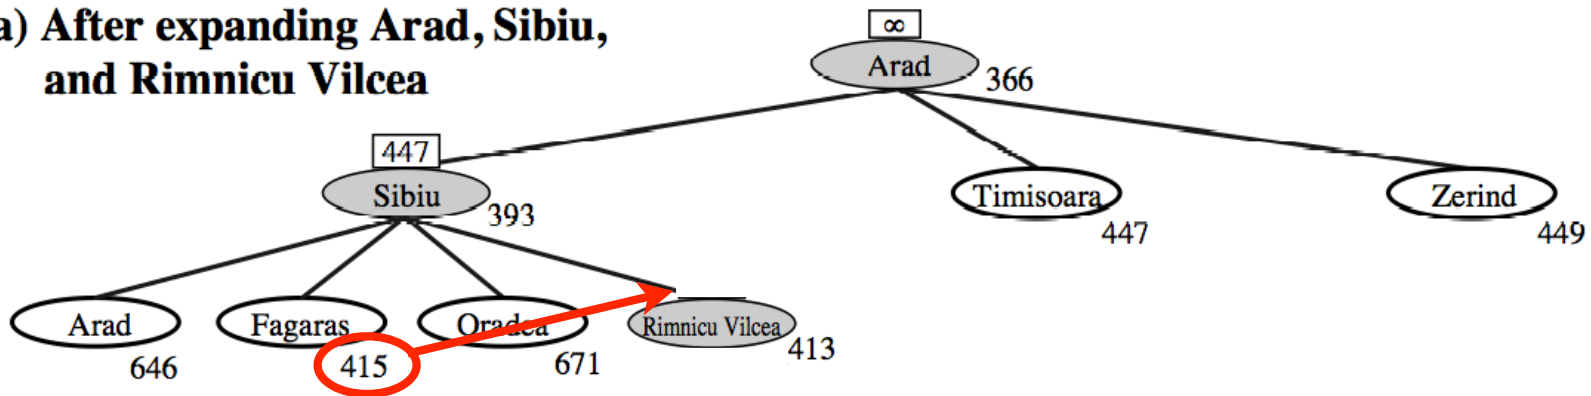 a) After expanding Arad, Sibiu,
and Rimnicu Vilcea
∞
Arad
366
447
Sibiu
393
Timisoara
447
Zerind
449
Arad
646
Fagaras
415
Oradea
671
Rimnicu Vilcea
413